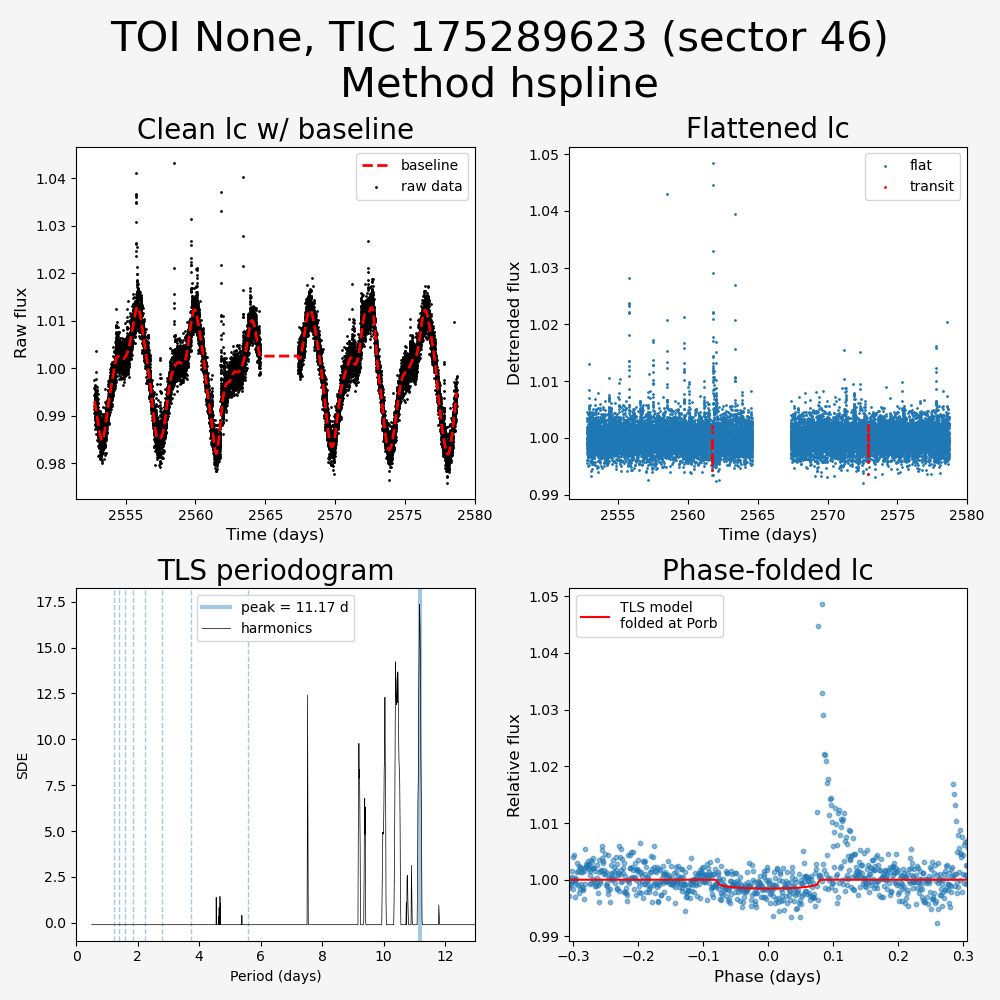 TOI None, TIC 175289623 (sector 46)
Method hspline
Clean lc w/ baseline
Flattened lc
baseline
raw data
flat
transit
1.04
1.03
1.02
1.01
1.00
0.99
0.98
Raw flux
2555
2560
2565
2570
2575
2580
Time (days)
1.05
1.04
1.03
1.02
1.01
1.00
0.99
Detrended flux
2555
2560
2565
2570
2575
2580
Time (days)
TLS periodogram
Phase-folded lc
peak = 11.17 d
harmonics
TLS model
folded at Porb
17.5
15.0
12.5
10.0
7.5
5.0
2.5
0.0
SDE
0
2
4
6
8
10
12
Period (days)
1.05
1.04
1.03
1.02
1.01
1.00
0.99
Relative flux
−0.3
−0.2
−0.1
0.0
0.1
0.2
0.3
Phase (days)